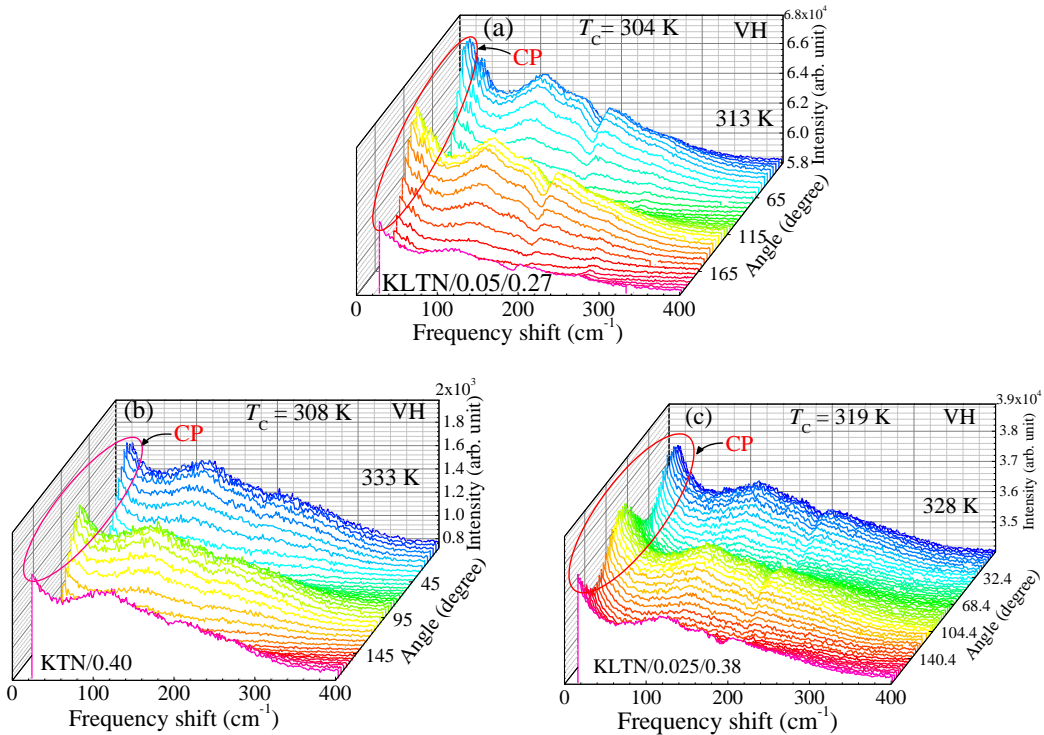 (a)
T_C = 304 K
VH
6.8x10⁴
CP
6.6
6.4
6.2
6.0
5.8
Intensity (arb. unit)
313 K
65
115
165
Angle (degree)
KLTN/0.05/0.27
0 100 200 300 400
Frequency shift (cm⁻¹)
(b)
T_C = 308 K
VH
2x10³
CP
1.8
1.6
1.4
1.2
1.0
0.8
Intensity (arb. unit)
333 K
45
95
145
Angle (degree)
KTN/0.40
0 100 200 300 400
Frequency shift (cm⁻¹)
(c)
T_C = 319 K
VH
3.9x10⁴
CP
3.8
3.7
3.6
3.5
Intensity (arb. unit)
328 K
32.4
68.4
104.4
140.4
Angle (degree)
KLTN/0.025/0.38
0 100 200 300 400
Frequency shift (cm⁻¹)